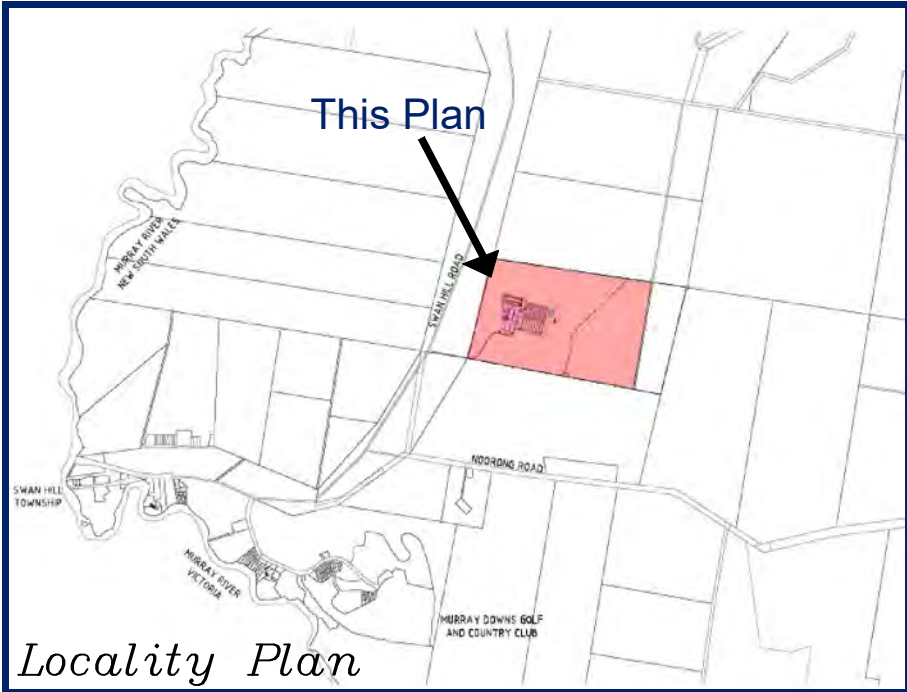 This Plan
MURRAY RIVER
NEW SOUTH WALES
SWAN HILL ROAD
NOORONG ROAD
SWAN HILL
TOWNSHIP
MURRAY RIVER
VICTORIA
MURRAY DOWNS GOLF
AND COUNTRY CLUB
Locality Plan